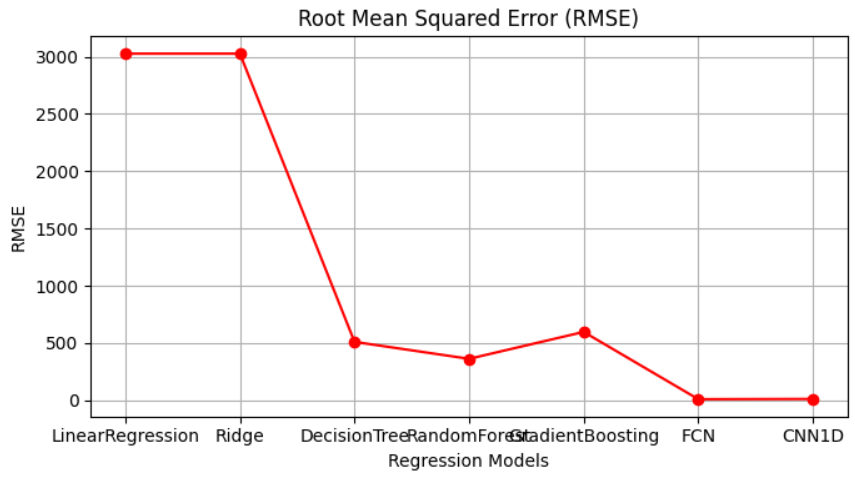 Root Mean Squared Error (RMSE)
3000
2500
2000
1500
1000
500
0
RMSE
LinearRegression Ridge DecisionTree RandomForest GradientBoosting FCN CNN1D
Regression Models